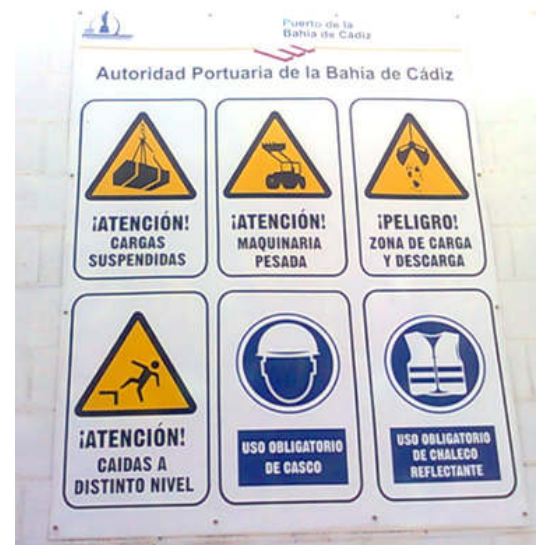 Puerto de la
Bahía de Cádiz
Autoridad Portuaria de la Bahia de Cádiz
¡ATENCIÓN!
CARGAS
SUSPENDIDAS
¡ATENCIÓN!
MAQUINARIA
PESADA
¡PELIGRO!
ZONA DE CARGA
Y DESCARGA
¡ATENCIÓN!
CAIDAS A
DISTINTO NIVEL
USO OBLIGATORIO
DE CASCO
USO OBLIGATORIO
DE CHALECO
REFLECTANTE